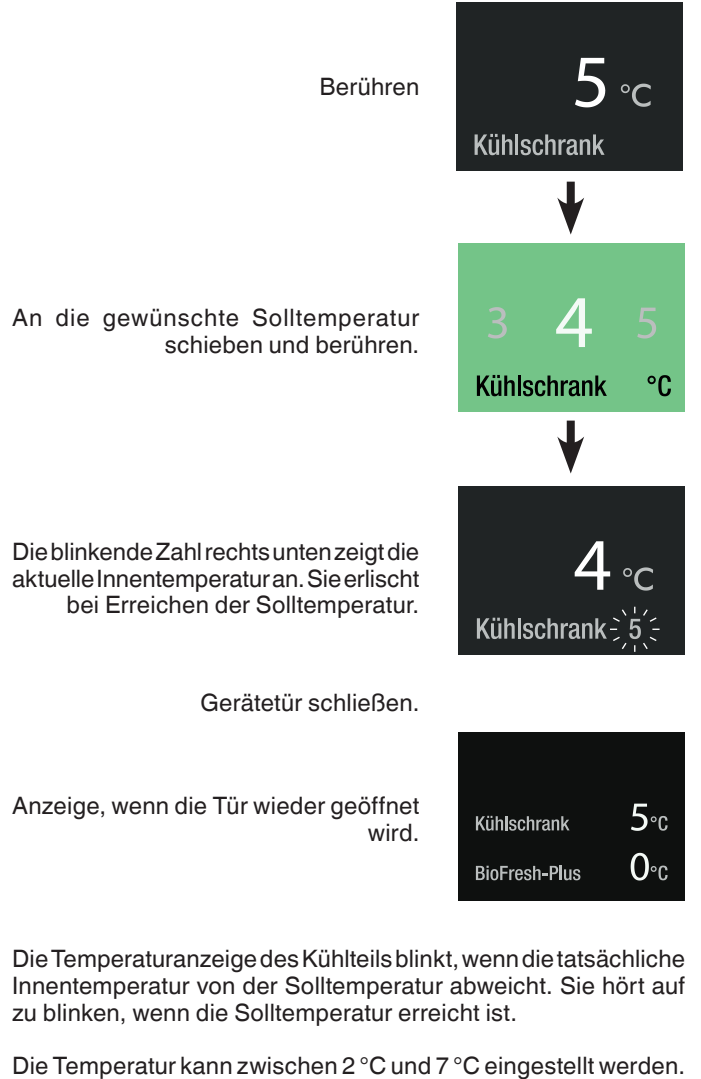 Berühren
5 °C
Kühlschrank
An die gewünschte Solltemperatur
schieben und berühren.
3 4 5
Kühlschrank °C
Die blinkende Zahl rechts unten zeigt die
aktuelle Innentemperatur an. Sie erlischt
bei Erreichen der Solltemperatur.
4 °C
Kühlschrank 5
Gerätetür schließen.
Anzeige, wenn die Tür wieder geöffnet
wird.
Kühlschrank 5°C
BioFresh-Plus 0°C
Die Temperaturanzeige des Kühlteils blinkt, wenn die tatsächliche
Innentemperatur von der Solltemperatur abweicht. Sie hört auf
zu blinken, wenn die Solltemperatur erreicht ist.
Die Temperatur kann zwischen 2 °C und 7 °C eingestellt werden.